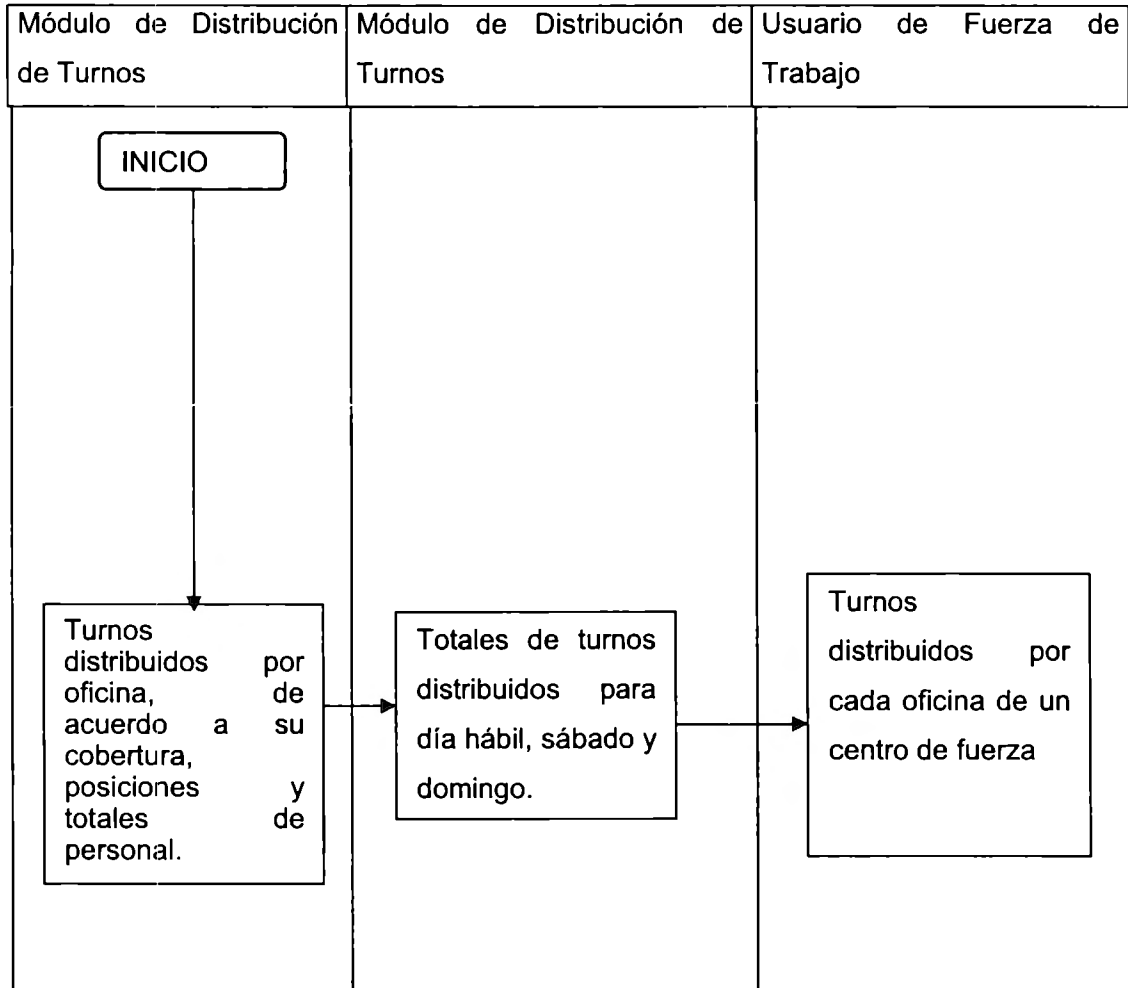 Módulo de Distribución
de Turnos
Módulo de Distribución de
Turnos
Usuario de Fuerza de
Trabajo
INICIO
Turnos
distribuidos por
oficina, de
acuerdo a su
cobertura,
posiciones y
totales de
personal.
Totales de turnos
distribuidos para
día hábil, sábado y
domingo.
Turnos
distribuidos por
cada oficina de un
centro de fuerza